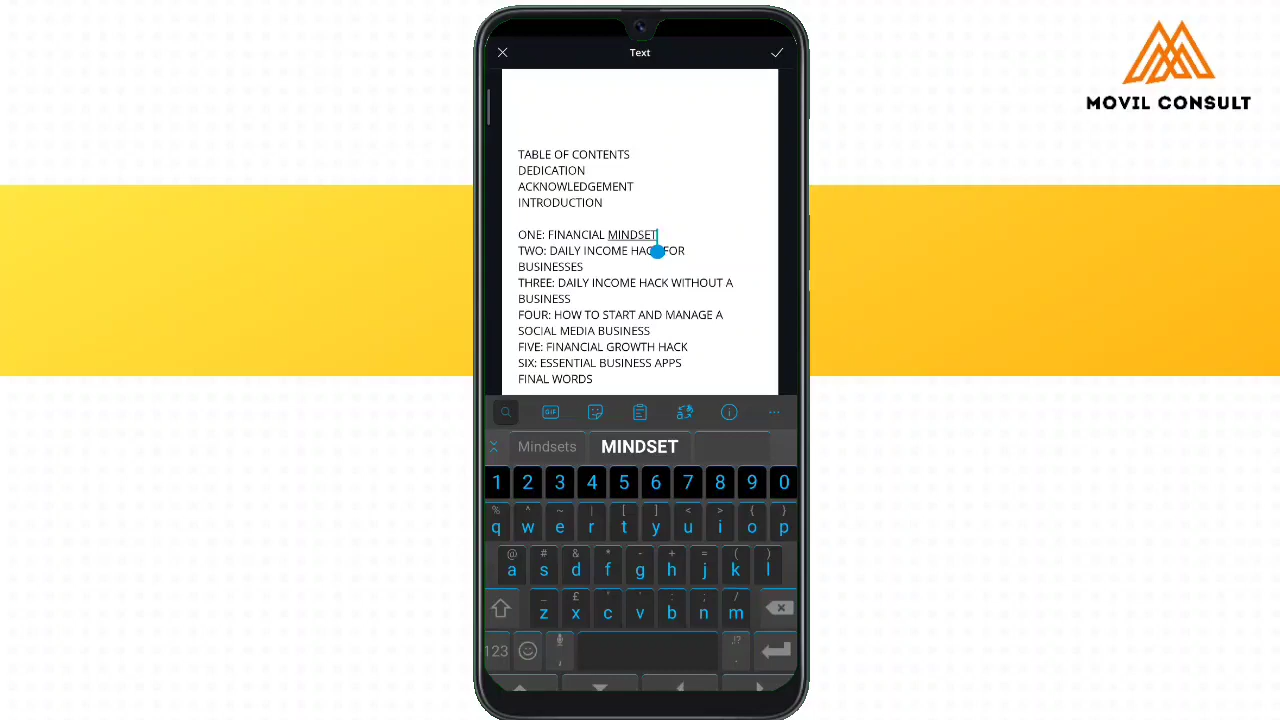 Text
MOVIL CONSULT
TABLE OF CONTENTS
DEDICATION
ACKNOWLEDGEMENT
INTRODUCTION
ONE: FINANCIAL MINDSET
TWO: DAILY INCOME HACK FOR
BUSINESSES
THREE: DAILY INCOME HACK WITHOUT A
BUSINESS
FOUR: HOW TO START AND MANAGE A
SOCIAL MEDIA BUSINESS
FIVE: FINANCIAL GROWTH HACK
SIX: ESSENTIAL BUSINESS APPS
FINAL WORDS
GIF
Mindsets MINDSET
1 2 3 4 5 6 7 8 9 0
% ^ ~ | [ ] < > { }
q w e r t y u i o p
@ # & * - + = ( )
a s d f g h j k l
_ £ " ' : ; /
z x c v b n m
123 , ,!? .